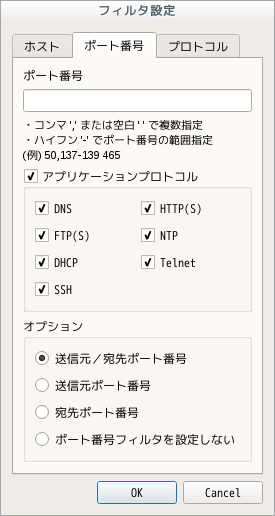 フィルタ設定
ホスト ポート番号 プロトコル
ポート番号
・コンマ ',' または空白 ' ' で複数指定
・ハイフン '-' でポート番号の範囲指定
(例) 50,137-139 465
アプリケーションプロトコル
DNS HTTP(S)
FTP(S) NTP
DHCP Telnet
SSH
オプション
送信元／宛先ポート番号
送信元ポート番号
宛先ポート番号
ポート番号フィルタを設定しない
OK Cancel